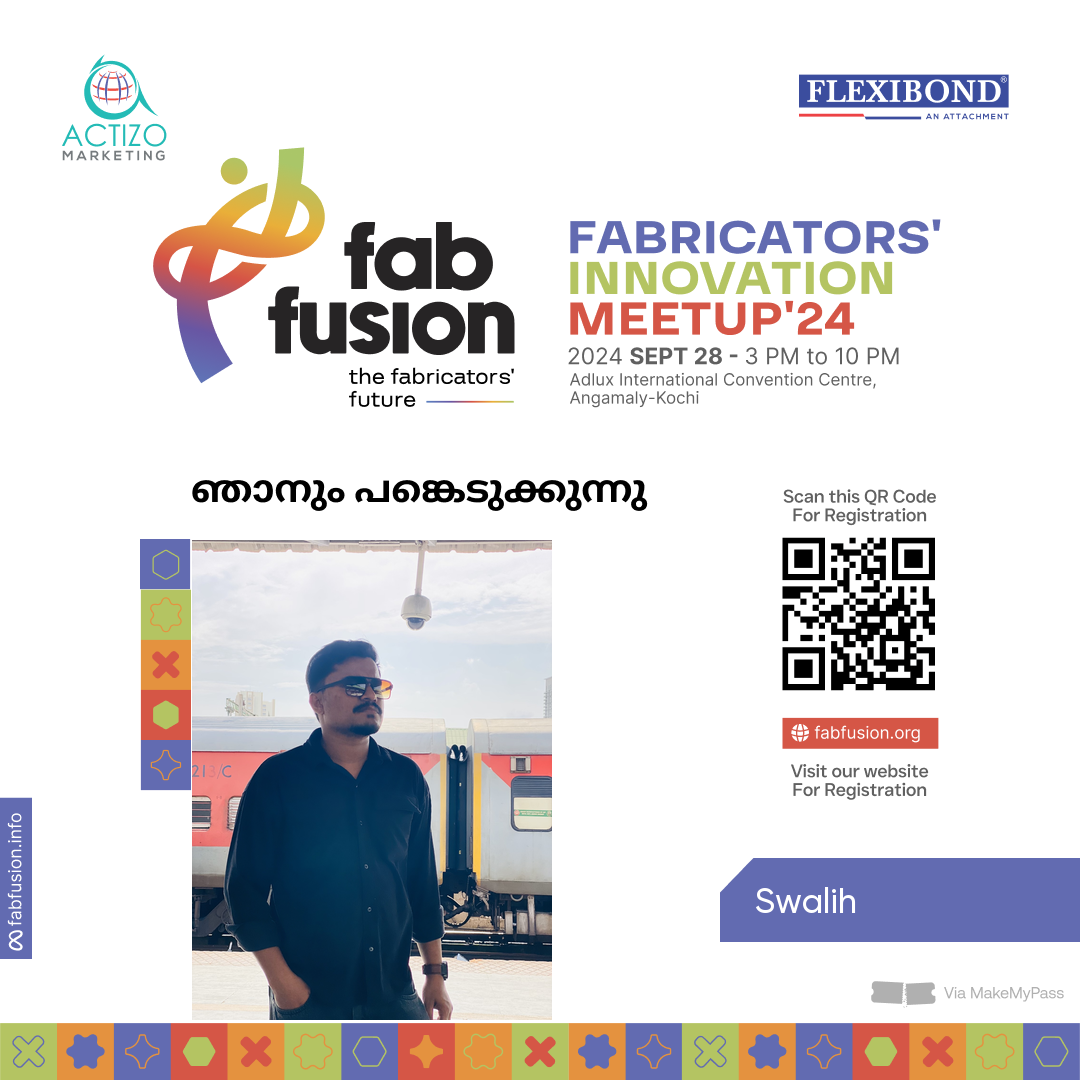 ACTIZO
MARKETING
FLEXIBOND®
AN ATTACHMENT
fab
fusion
the fabricators'
future
FABRICATORS'
INNOVATION
MEETUP'24
2024 SEPT 28 - 3 PM to 10 PM
Adlux International Convention Centre,
Angamaly-Kochi
ഞാനും പങ്കെടുക്കുന്നു
Scan this QR Code
For Registration
fabfusion.org
Visit our website
For Registration
213/C
fabfusion.info
Swalih
Via MakeMyPass